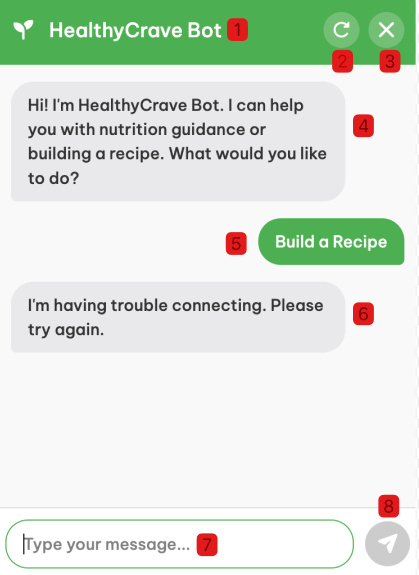 HealthyCrave Bot 1
2 3
Hi! I'm HealthyCrave Bot. I can help
you with nutrition guidance or
building a recipe. What would you like
to do?
4
5 Build a Recipe
I'm having trouble connecting. Please
try again.
6
8
Type your message... 7